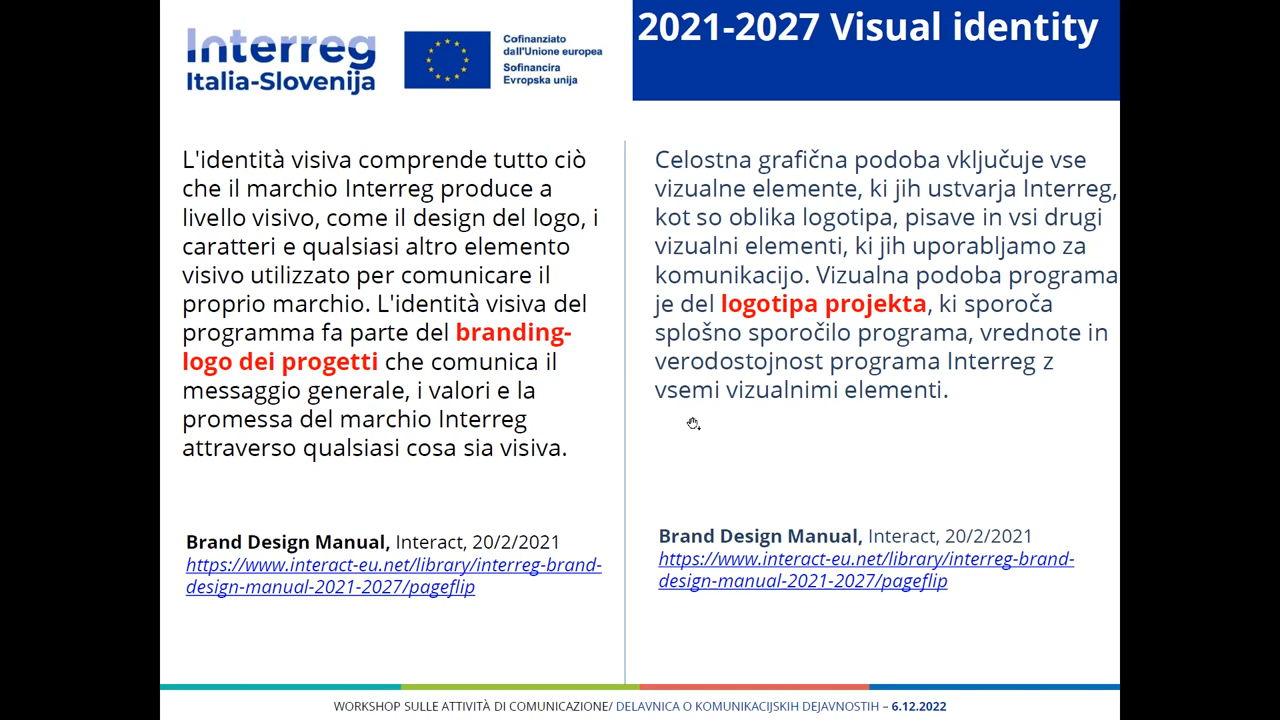 Interreg
Italia-Slovenija
Cofinanziato
dall'Unione europea
Sofinancira
Evropska unija
2021-2027 Visual identity
L'identità visiva comprende tutto ciò
che il marchio Interreg produce a
livello visivo, come il design del logo, i
caratteri e qualsiasi altro elemento
visivo utilizzato per comunicare il
proprio marchio. L'identità visiva del
programma fa parte del branding-
logo dei progetti che comunica il
messaggio generale, i valori e la
promessa del marchio Interreg
attraverso qualsiasi cosa sia visiva.
Brand Design Manual, Interact, 20/2/2021
https://www.interact-eu.net/library/interreg-brand-
design-manual-2021-2027/pageflip
Celostna grafična podoba vključuje vse
vizualne elemente, ki jih ustvarja Interreg,
kot so oblika logotipa, pisave in vsi drugi
vizualni elementi, ki jih uporabljamo za
komunikacijo. Vizualna podoba programa
je del logotipa projekta, ki sporoča
splošno sporočilo programa, vrednote in
verodostojnost programa Interreg z
vsemi vizualnimi elementi.
Brand Design Manual, Interact, 20/2/2021
https://www.interact-eu.net/library/interreg-brand-
design-manual-2021-2027/pageflip
WORKSHOP SULLE ATTIVITÀ DI COMUNICAZIONE/ DELAVNICA O KOMUNIKACIJSKIH DEJAVNOSTIH – 6.12.2022